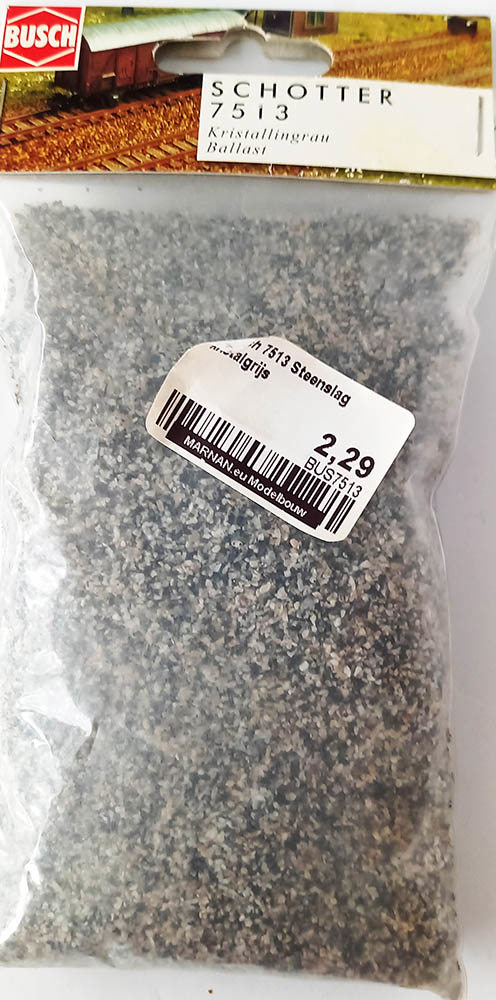 BUSCH
SCHOTTER
7513
Kristallingrau
Ballast
7513 Steenslag
2,29
BUS7513
MARNAN.eu Modelbouw